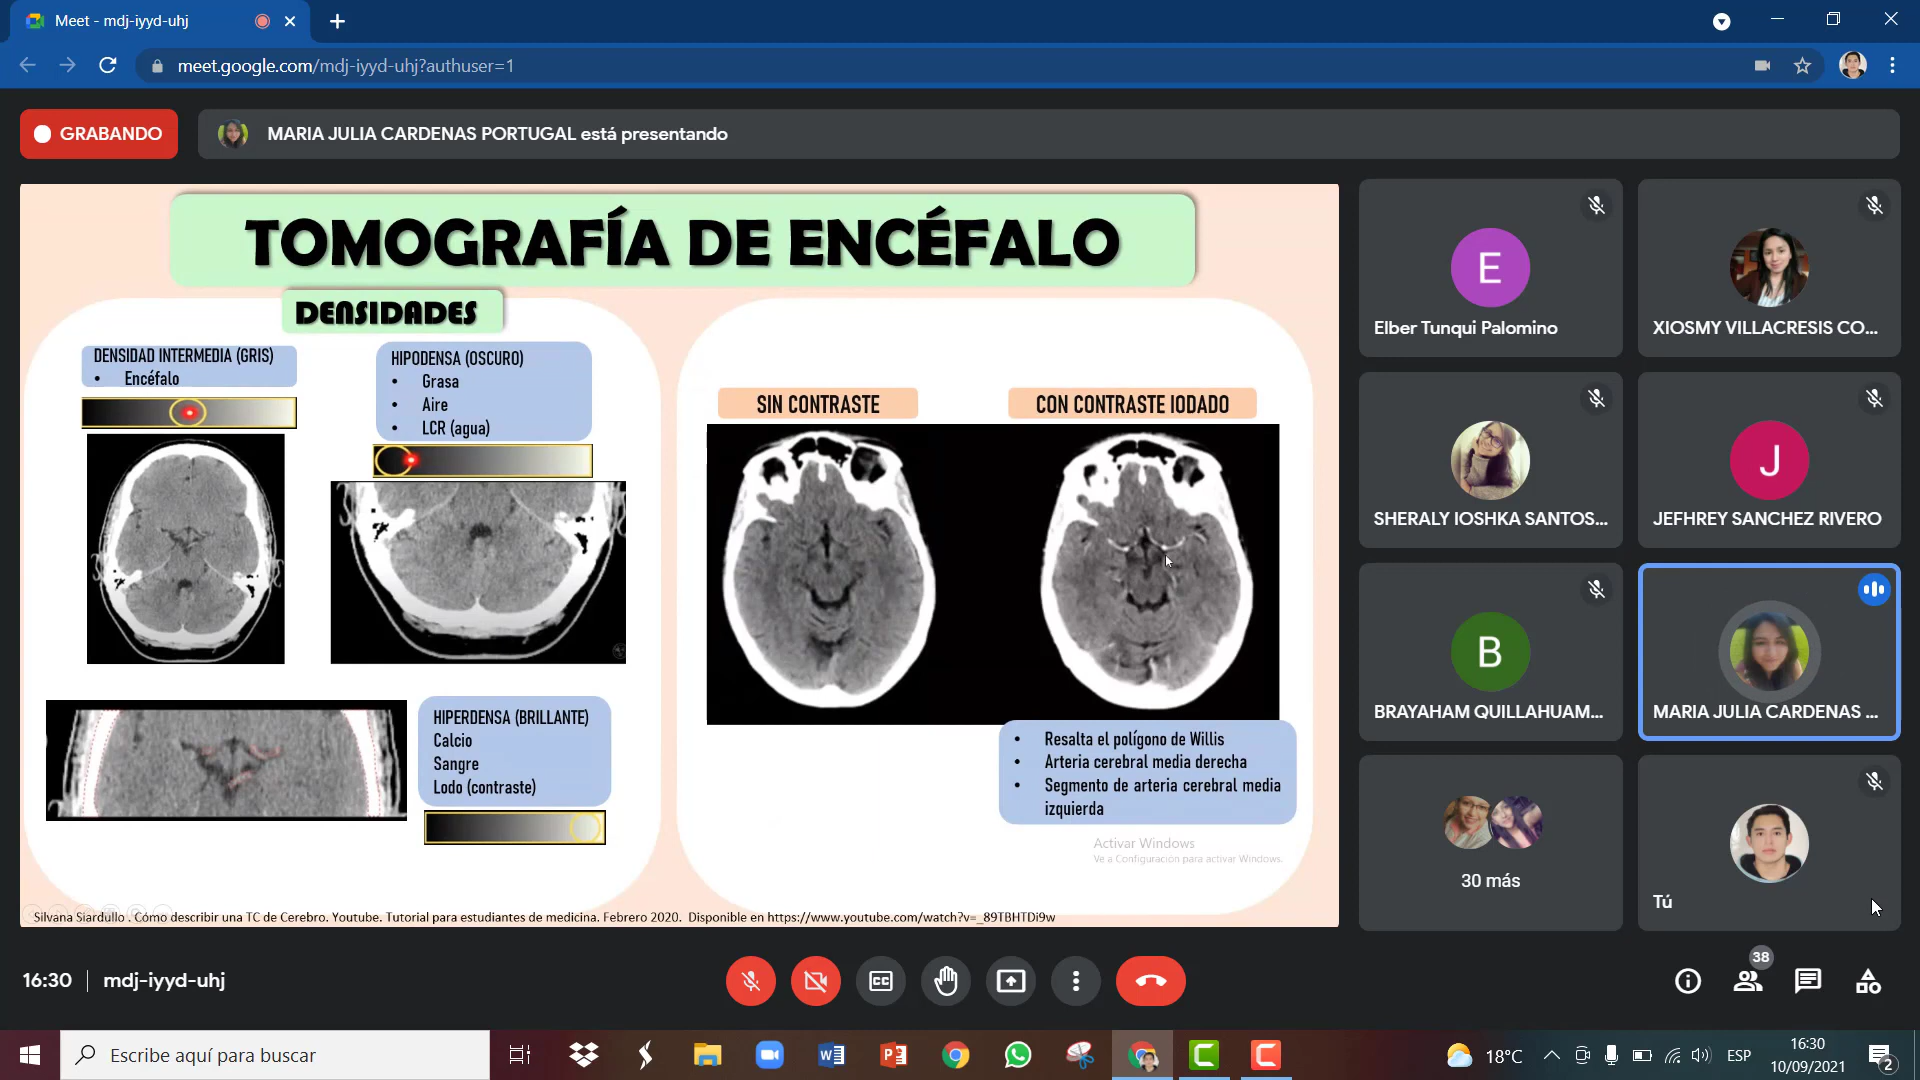 Meet - mdj-iyyd-uhj
meet.google.com/mdj-iyyd-uhj?authuser=1
GRABANDO
MARIA JULIA CARDENAS PORTUGAL está presentando
TOMOGRAFÍA DE ENCÉFALO
DENSIDADES
DENSIDAD INTERMEDIA (GRIS)
• Encéfalo
HIPODENSA (OSCURO)
• Grasa
• Aire
• LCR (agua)
HIPERDENSA (BRILLANTE)
Calcio
Sangre
Lodo (contraste)
SIN CONTRASTE
CON CONTRASTE IODADO
• Resalta el polígono de Willis
• Arteria cerebral media derecha
• Segmento de arteria cerebral media
izquierda
Activar Windows
Ve a Configuración para activar Windows.
Silvana Siardullo . Cómo describir una TC de Cerebro. Youtube. Tutorial para estudiantes de medicina. Febrero 2020. Disponible en https://www.youtube.com/watch?v=_89TBHTDi9w
E
Elber Tunqui Palomino
XIOSMY VILLACRESIS CO...
SHERALY IOSHKA SANTOS...
J
JEFHREY SANCHEZ RIVERO
B
BRAYAHAM QUILLAHUAM...
MARIA JULIA CARDENAS ...
30 más
Tú
16:30
mdj-iyyd-uhj
CC
38
Escribe aquí para buscar
18°C
ESP
16:30
10/09/2021
2